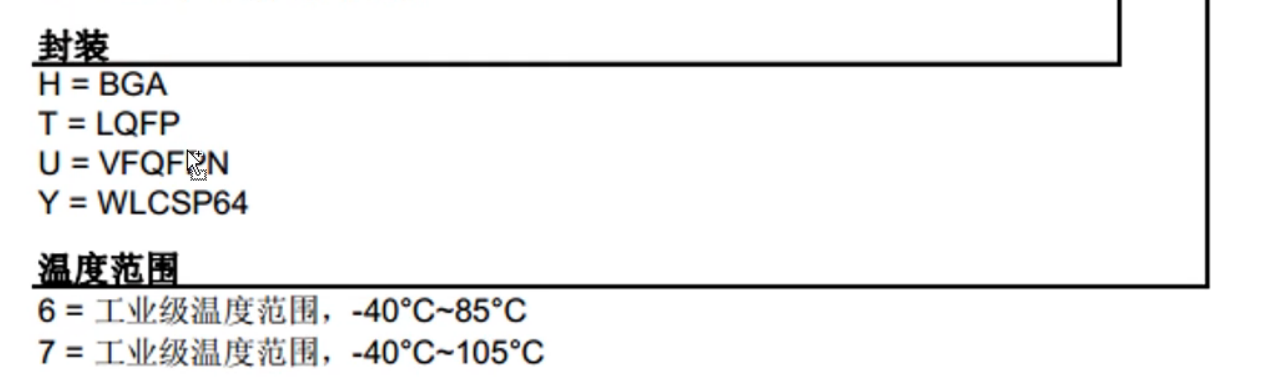 封装
H = BGA
T = LQFP
U = VFQFPN
Y = WLCSP64
温度范围
6 = 工业级温度范围，-40°C~85°C
7 = 工业级温度范围，-40°C~105°C